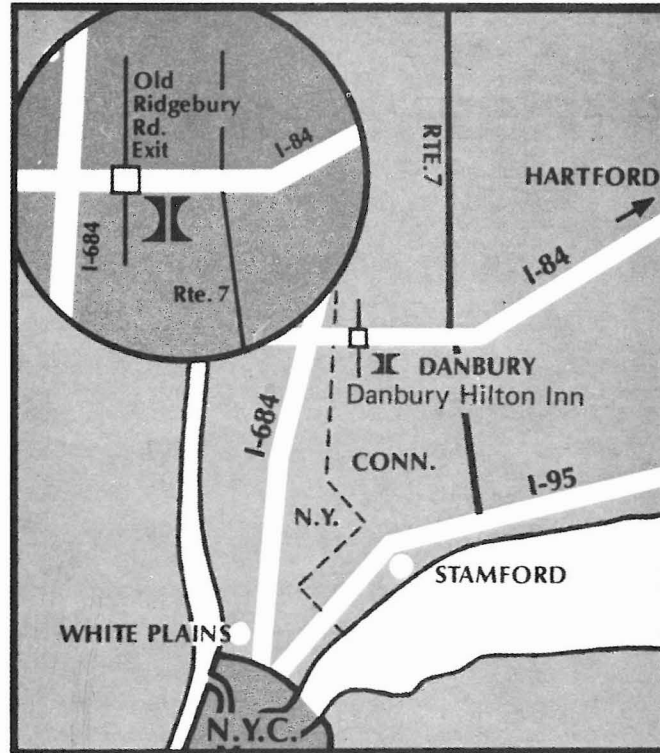 Old
Ridgebury
Rd.
Exit
I-84
I-684
Rte. 7
RTE. 7
HARTFORD
I-84
DANBURY
Danbury Hilton Inn
I-684
CONN.
I-95
N.Y.
STAMFORD
WHITE PLAINS
N.Y.C.